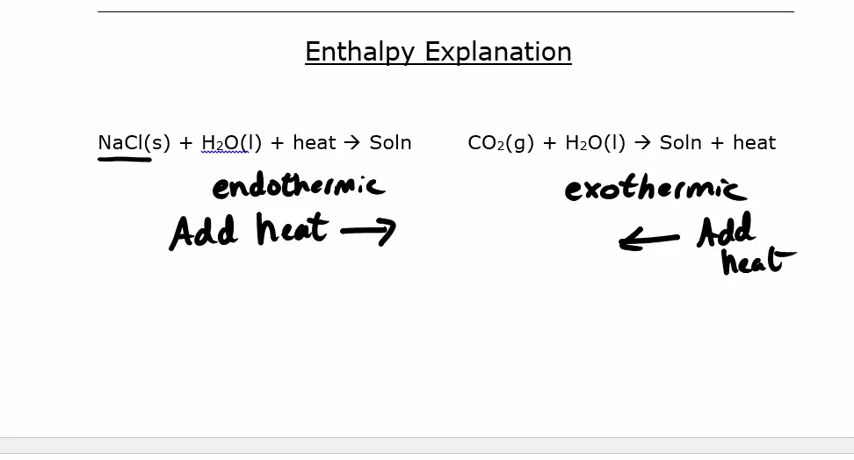 Enthalpy Explanation
NaCl(s) + H₂O(l) + heat → Soln
endothermic
Add heat →
CO₂(g) + H₂O(l) → Soln + heat
exothermic
← Add
heat